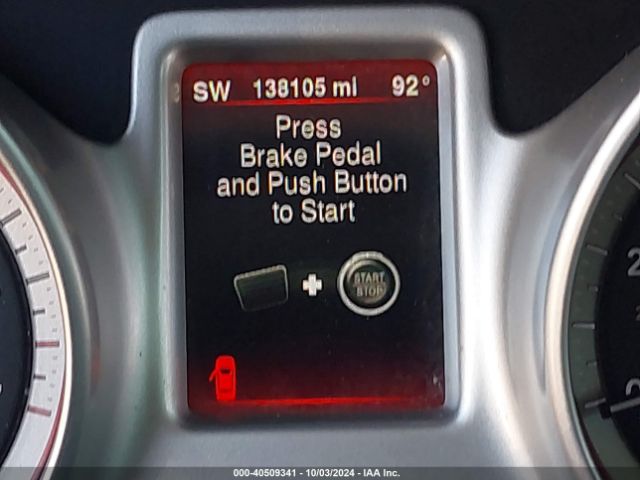 SW 138105 mi 92°
Press
Brake Pedal
and Push Button
to Start
START
STOP
000-40509341 - 10/03/2024 - IAA Inc.